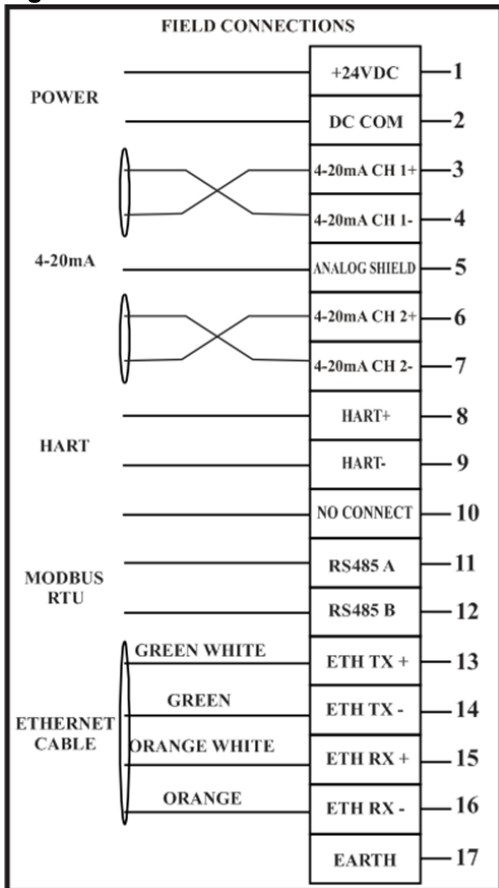 FIELD CONNECTIONS
POWER
+24VDC 1
DC COM 2
4-20mA CH 1+ 3
4-20mA CH 1- 4
4-20mA
ANALOG SHIELD 5
4-20mA CH 2+ 6
4-20mA CH 2- 7
HART
HART+ 8
HART- 9
NO CONNECT 10
MODBUS
RTU
RS485 A 11
RS485 B 12
ETHERNET
CABLE
GREEN WHITE ETH TX + 13
GREEN ETH TX - 14
ORANGE WHITE ETH RX + 15
ORANGE ETH RX - 16
EARTH 17